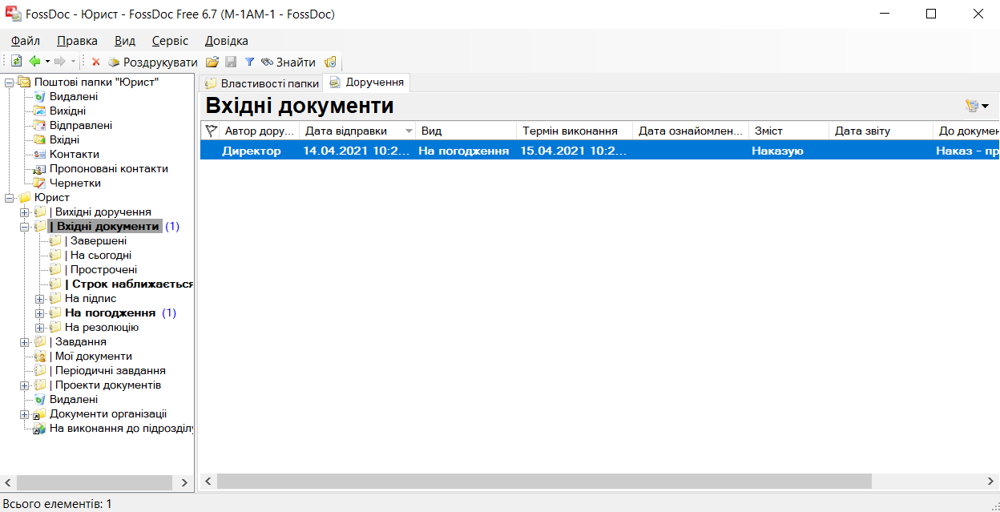 FossDoc - Юрист - FossDoc Free 6.7 (M-1AM-1 - FossDoc)
Файл Правка Вид Сервіс Довідка
Роздрукувати Знайти
Поштові папки "Юрист"
Видалені
Вихідні
Відправлені
Вхідні
Контакти
Пропоновані контакти
Чернетки
Юрист
| Вихідні доручення
| Вхідні документи (1)
| Завершені
| На сьогодні
| Прострочені
| Строк наближається
На підпис
На погодження (1)
На резолюцію
| Завдання
| Мої документи
| Періодичні завдання
| Проекти документів
Видалені
Документи організації
На виконання до підрозділу
Властивості папки Доручення
Вхідні документи
Автор дору... Дата відправки Вид Термін виконання Дата ознайомлен... Зміст Дата звіту До докумен
Директор 14.04.2021 10:2... На погодження 15.04.2021 10:2... Наказую Наказ - пр
Всього елементів: 1